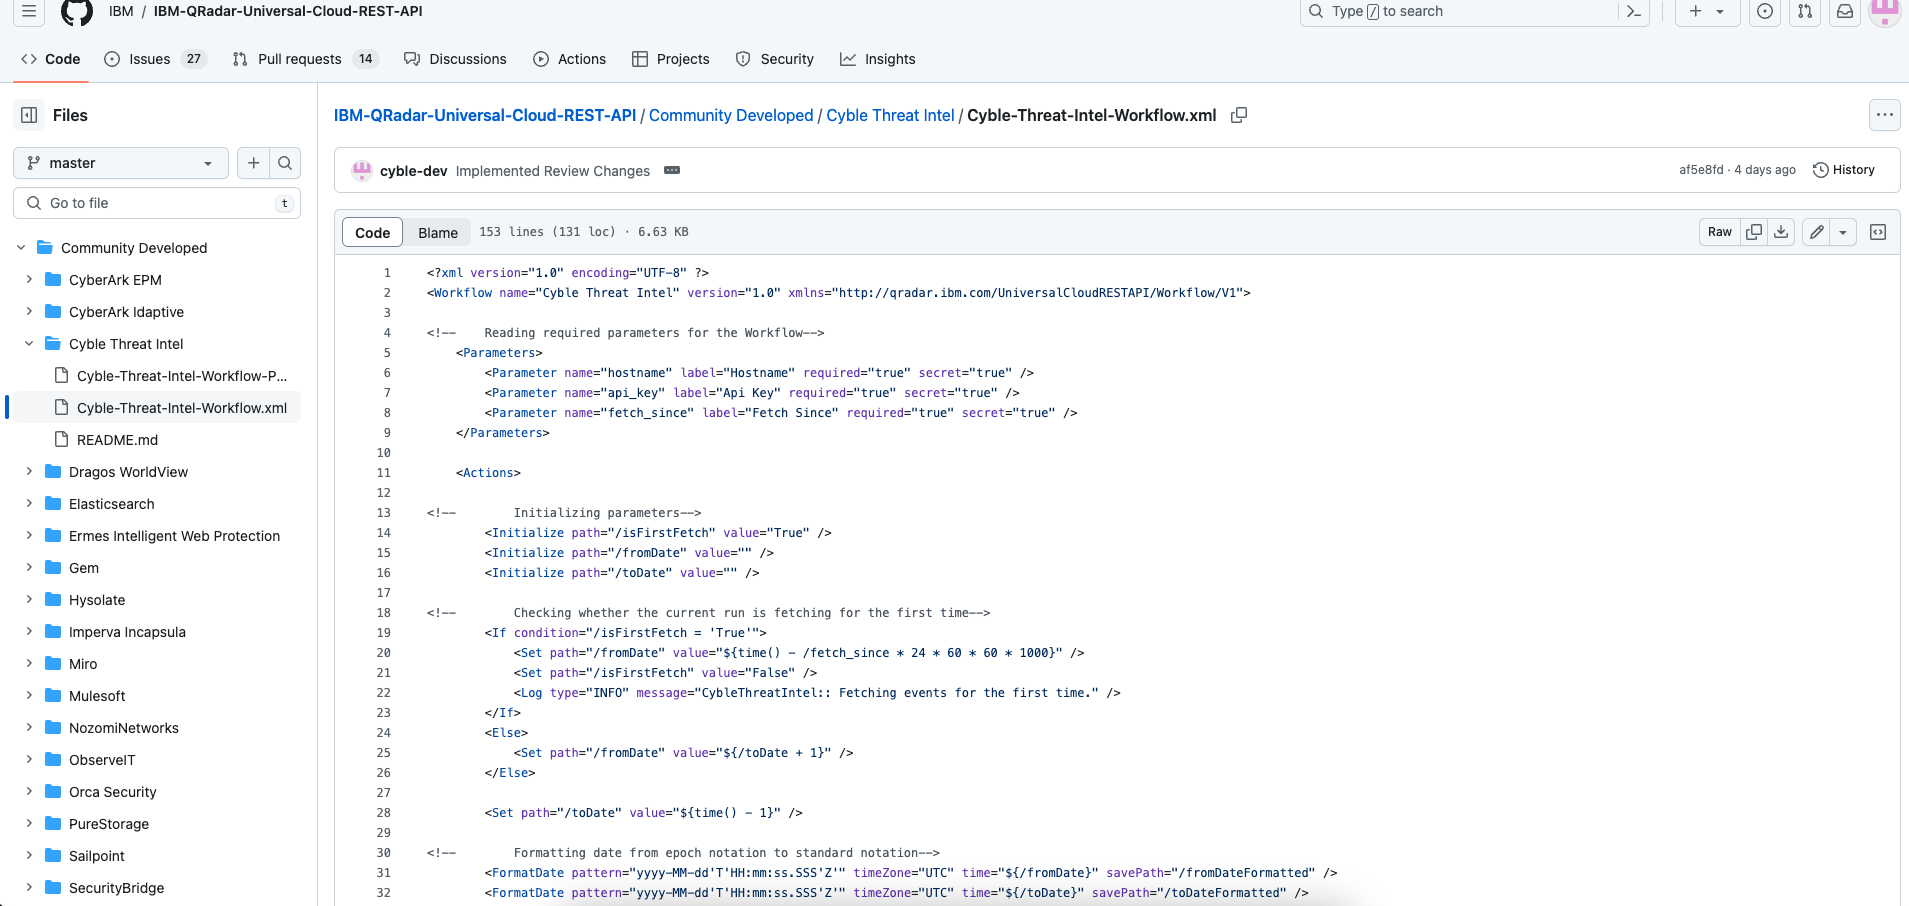 IBM / IBM-QRadar-Universal-Cloud-REST-API
Type / to search
Code
Issues 27
Pull requests 14
Discussions
Actions
Projects
Security
Insights
Files
master
Go to file t
Community Developed
CyberArk EPM
CyberArk Idaptive
Cyble Threat Intel
Cyble-Threat-Intel-Workflow-P...
Cyble-Threat-Intel-Workflow.xml
README.md
Dragos WorldView
Elasticsearch
Ermes Intelligent Web Protection
Gem
Hysolate
Imperva Incapsula
Miro
Mulesoft
NozomiNetworks
ObserveIT
Orca Security
PureStorage
Sailpoint
SecurityBridge
IBM-QRadar-Universal-Cloud-REST-API / Community Developed / Cyble Threat Intel / Cyble-Threat-Intel-Workflow.xml
cyble-dev Implemented Review Changes
af5e8fd · 4 days ago History
Code Blame 153 lines (131 loc) · 6.63 KB
Raw
1 <?xml version="1.0" encoding="UTF-8" ?>
2 <Workflow name="Cyble Threat Intel" version="1.0" xmlns="http://qradar.ibm.com/UniversalCloudRESTAPI/Workflow/V1">
3
4 <!-- Reading required parameters for the Workflow-->
5 <Parameters>
6 <Parameter name="hostname" label="Hostname" required="true" secret="true" />
7 <Parameter name="api_key" label="Api Key" required="true" secret="true" />
8 <Parameter name="fetch_since" label="Fetch Since" required="true" secret="true" />
9 </Parameters>
10
11 <Actions>
12
13 <!-- Initializing parameters-->
14 <Initialize path="/isFirstFetch" value="True" />
15 <Initialize path="/fromDate" value="" />
16 <Initialize path="/toDate" value="" />
17
18 <!-- Checking whether the current run is fetching for the first time-->
19 <If condition="/isFirstFetch = 'True'">
20 <Set path="/fromDate" value="${time() - /fetch_since * 24 * 60 * 60 * 1000}" />
21 <Set path="/isFirstFetch" value="False" />
22 <Log type="INFO" message="CybleThreatIntel:: Fetching events for the first time." />
23 </If>
24 <Else>
25 <Set path="/fromDate" value="${/toDate + 1}" />
26 </Else>
27
28 <Set path="/toDate" value="${time() - 1}" />
29
30 <!-- Formatting date from epoch notation to standard notation-->
31 <FormatDate pattern="yyyy-MM-dd'T'HH:mm:ss.SSS'Z'" timeZone="UTC" time="${/fromDate}" savePath="/fromDateFormatted" />
32 <FormatDate pattern="yyyy-MM-dd'T'HH:mm:ss.SSS'Z'" timeZone="UTC" time="${/toDate}" savePath="/toDateFormatted" />